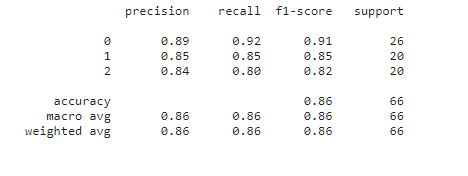 precision recall f1-score support
0 0.89 0.92 0.91 26
1 0.85 0.85 0.85 20
2 0.84 0.80 0.82 20
accuracy 0.86 66
macro avg 0.86 0.86 0.86 66
weighted avg 0.86 0.86 0.86 66